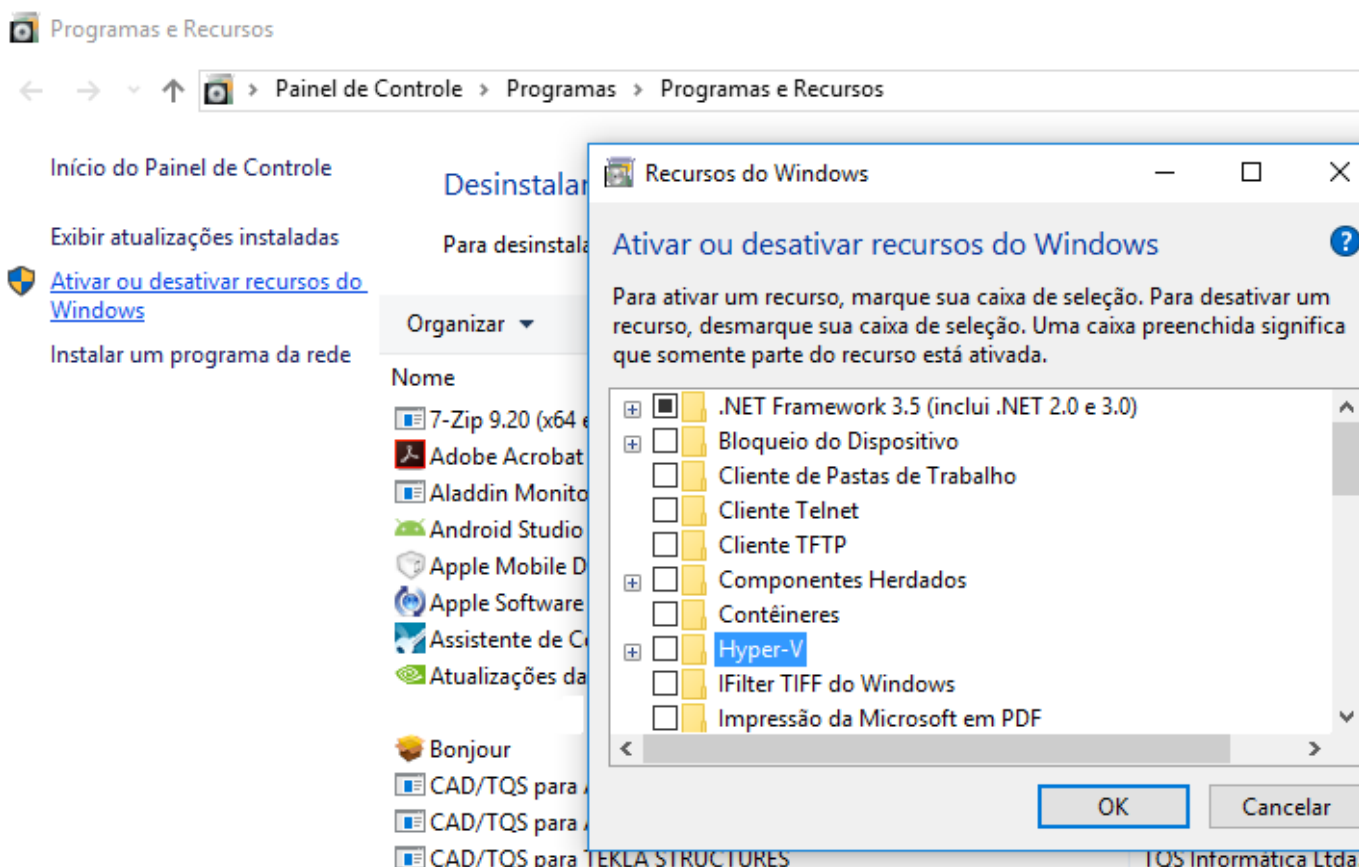 Programas e Recursos
Painel de Controle > Programas > Programas e Recursos
Início do Painel de Controle
Exibir atualizações instaladas
Ativar ou desativar recursos do
Windows
Instalar um programa da rede
Desinstalar
Para desinstala
Organizar
Nome
7-Zip 9.20 (x64 e
Adobe Acrobat
Aladdin Monito
Android Studio
Apple Mobile D
Apple Software
Assistente de Co
Atualizações da
Bonjour
CAD/TQS para A
CAD/TQS para A
CAD/TQS para TEKLA STRUCTURES
TQS Informática Ltda
Recursos do Windows
Ativar ou desativar recursos do Windows
?
Para ativar um recurso, marque sua caixa de seleção. Para desativar um
recurso, desmarque sua caixa de seleção. Uma caixa preenchida significa
que somente parte do recurso está ativada.
.NET Framework 3.5 (inclui .NET 2.0 e 3.0)
Bloqueio do Dispositivo
Cliente de Pastas de Trabalho
Cliente Telnet
Cliente TFTP
Componentes Herdados
Contêineres
Hyper-V
IFilter TIFF do Windows
Impressão da Microsoft em PDF
OK
Cancelar